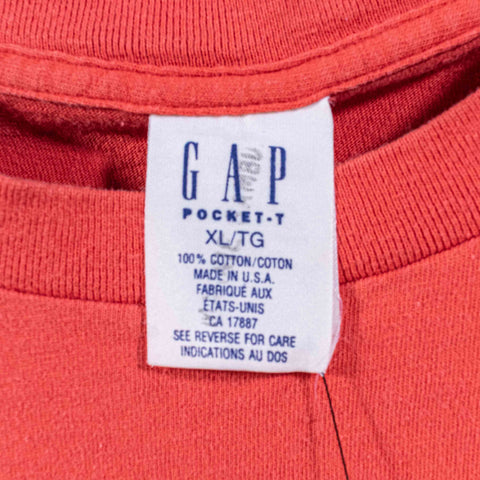 GAP
POCKET-T
XL/TG
100% COTTON/COTON
MADE IN U.S.A.
FABRIQUÉ AUX
ÉTATS-UNIS
CA 17887
SEE REVERSE FOR CARE
INDICATIONS AU DOS